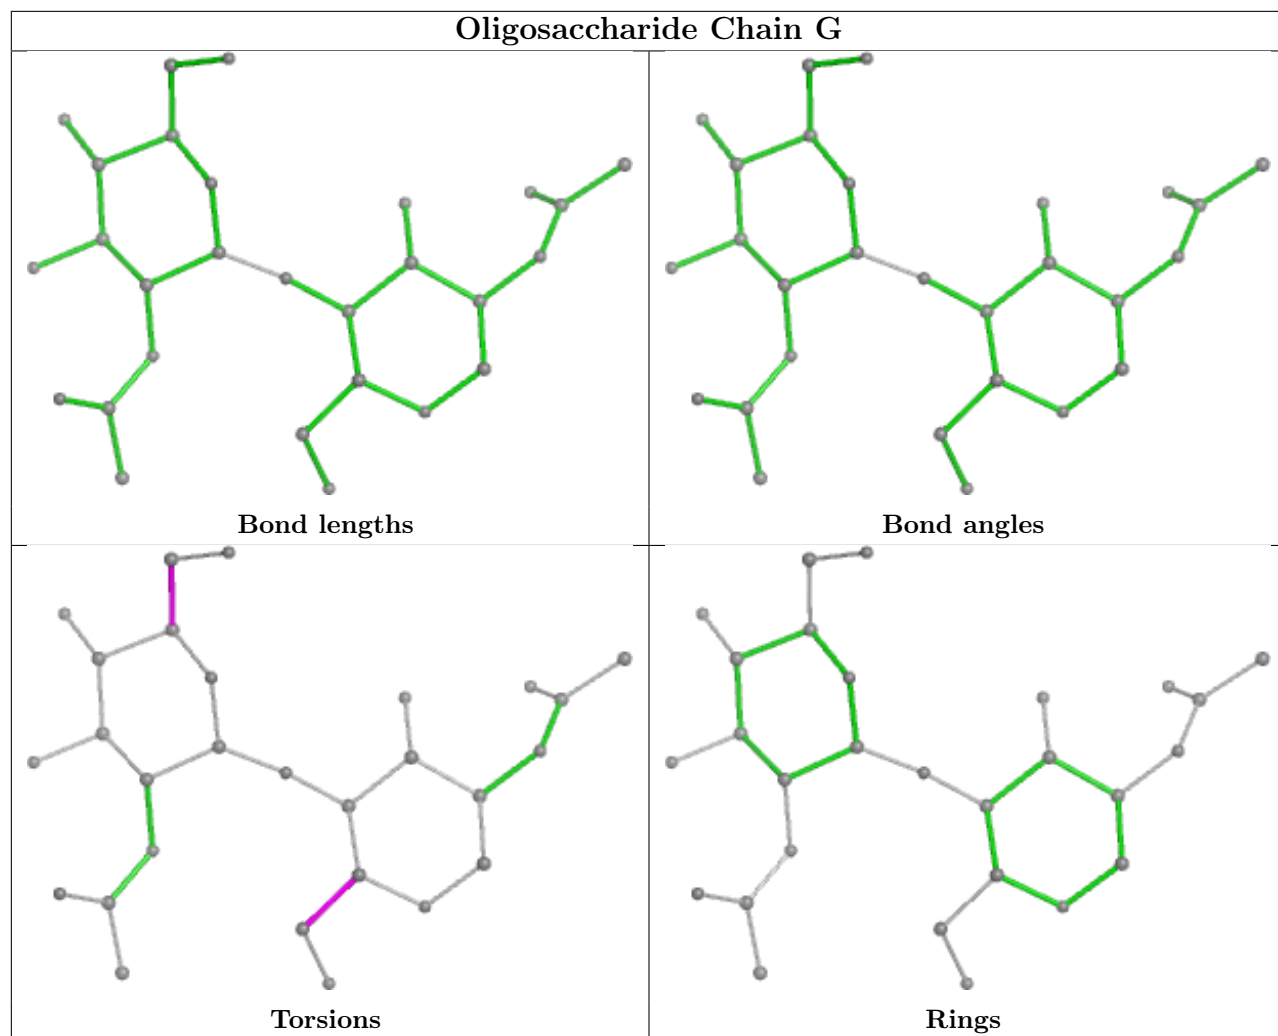 Oligosaccharide Chain G
Bond lengths
Bond angles
Torsions
Rings